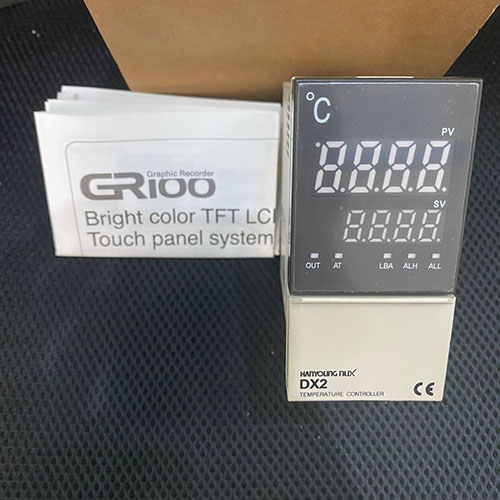 Graphic Recorder
GR100
Bright color TFT LC
Touch panel system
°C
PV
8.8.8.8
SV
8.8.8.8
OUT AT LBA ALH ALL
HANYOUNG NUX
DX2
TEMPERATURE CONTROLLER
CE